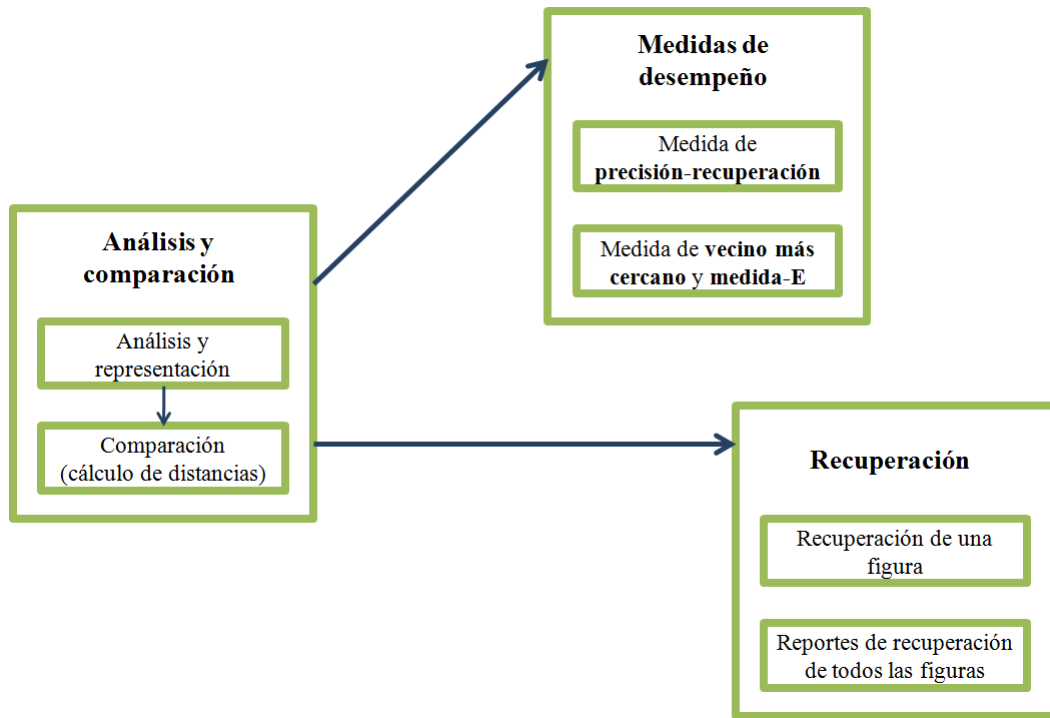 Medidas de
desempeño
Medida de
precisión-recuperación
Medida de vecino más
cercano y medida-E
Análisis y
comparación
Análisis y
representación
Comparación
(cálculo de distancias)
Recuperación
Recuperación de una
figura
Reportes de recuperación
de todos las figuras